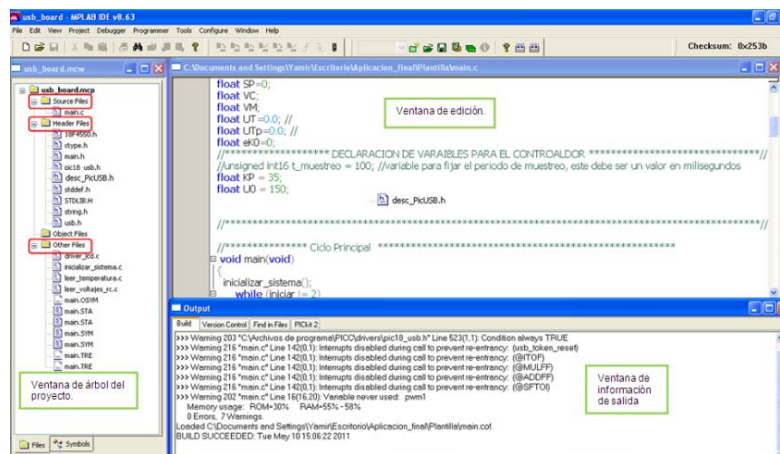 usb_board - MPLAB IDE v8.63
File Edit View Project Debugger Programmer Tools Configure Window Help
Checksum: 0x253b
usb_board.mcw
usb_board.mcp
Source Files
main.c
Header Files
18F4550.h
ctype.h
main.h
pic18_usb.h
desc_PicUSB.h
stddef.h
STDLIB.H
string.h
usb.h
Object Files
Other Files
driver_lcd.c
inicializar_sistema.c
leer_temperatura.c
leer_voltajes_rc.c
main.OSYM
main.STA
main.STA
main.SYM
main.SYM
main.TRE
main.TRE
Ventana de árbol del
proyecto.
Files Symbols
C:\Documents and Settings\Yamir\Escritorio\Aplicacion_final\Plantilla\main.c
float SP=0;
float VC;
float VM;
float UT=0.0; //
float UTp=0.0; //
float eK0=0;
Ventana de edición.
//******************** DECLARACION DE VARAIBLES PARA EL CONTROALDOR ********************************//
//unsigned int16 t_muestreo = 100; //variable para fijar el periodo de muestreo, este debe ser un valor en milisegundos
float KP = 35;
float U0 = 150;
desc_PicUSB.h
//****************************************************************************************************//
//**************** Ciclo Principal **********************************************************
void main(void)
{
inicializar_sistema();
while (iniciar != 2)
Output
Build Version Control Find in Files PICkit 2
>>> Warning 203 "C:\Archivos de programa\PICC\drivers\pic18_usb.h" Line 523(1,1): Condition always TRUE
>>> Warning 216 "main.c" Line 142(0,1): Interrupts disabled during call to prevent re-entrancy: (usb_token_reset)
>>> Warning 216 "main.c" Line 142(0,1): Interrupts disabled during call to prevent re-entrancy: (@ITOF)
>>> Warning 216 "main.c" Line 142(0,1): Interrupts disabled during call to prevent re-entrancy: (@MULFF)
>>> Warning 216 "main.c" Line 142(0,1): Interrupts disabled during call to prevent re-entrancy: (@ADDFF)
>>> Warning 216 "main.c" Line 142(0,1): Interrupts disabled during call to prevent re-entrancy: (@SFTOI)
>>> Warning 202 "main.c" Line 16(16,20): Variable never used: pwm1
Memory usage: ROM=30% RAM=55% - 58%
0 Errors, 7 Warnings.
Loaded C:\Documents and Settings\Yamir\Escritorio\Aplicacion_final\Plantilla\main.cof.
BUILD SUCCEEDED: Tue May 10 15:06:22 2011
Ventana de
información
de salida